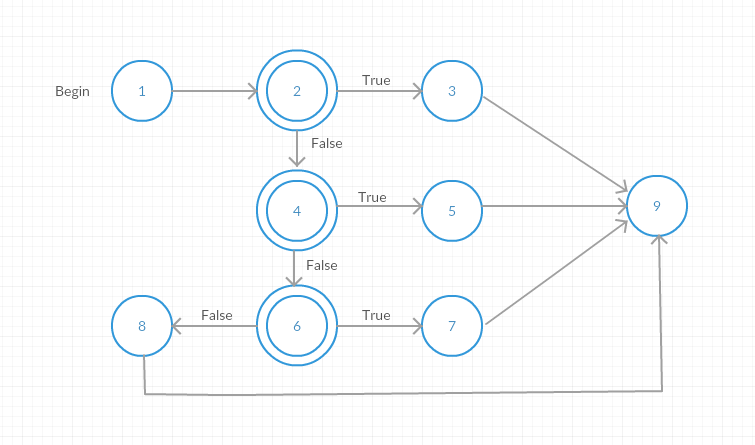 Begin 1 2 True 3
False
4 True 5 9
False
8 False 6 True 7